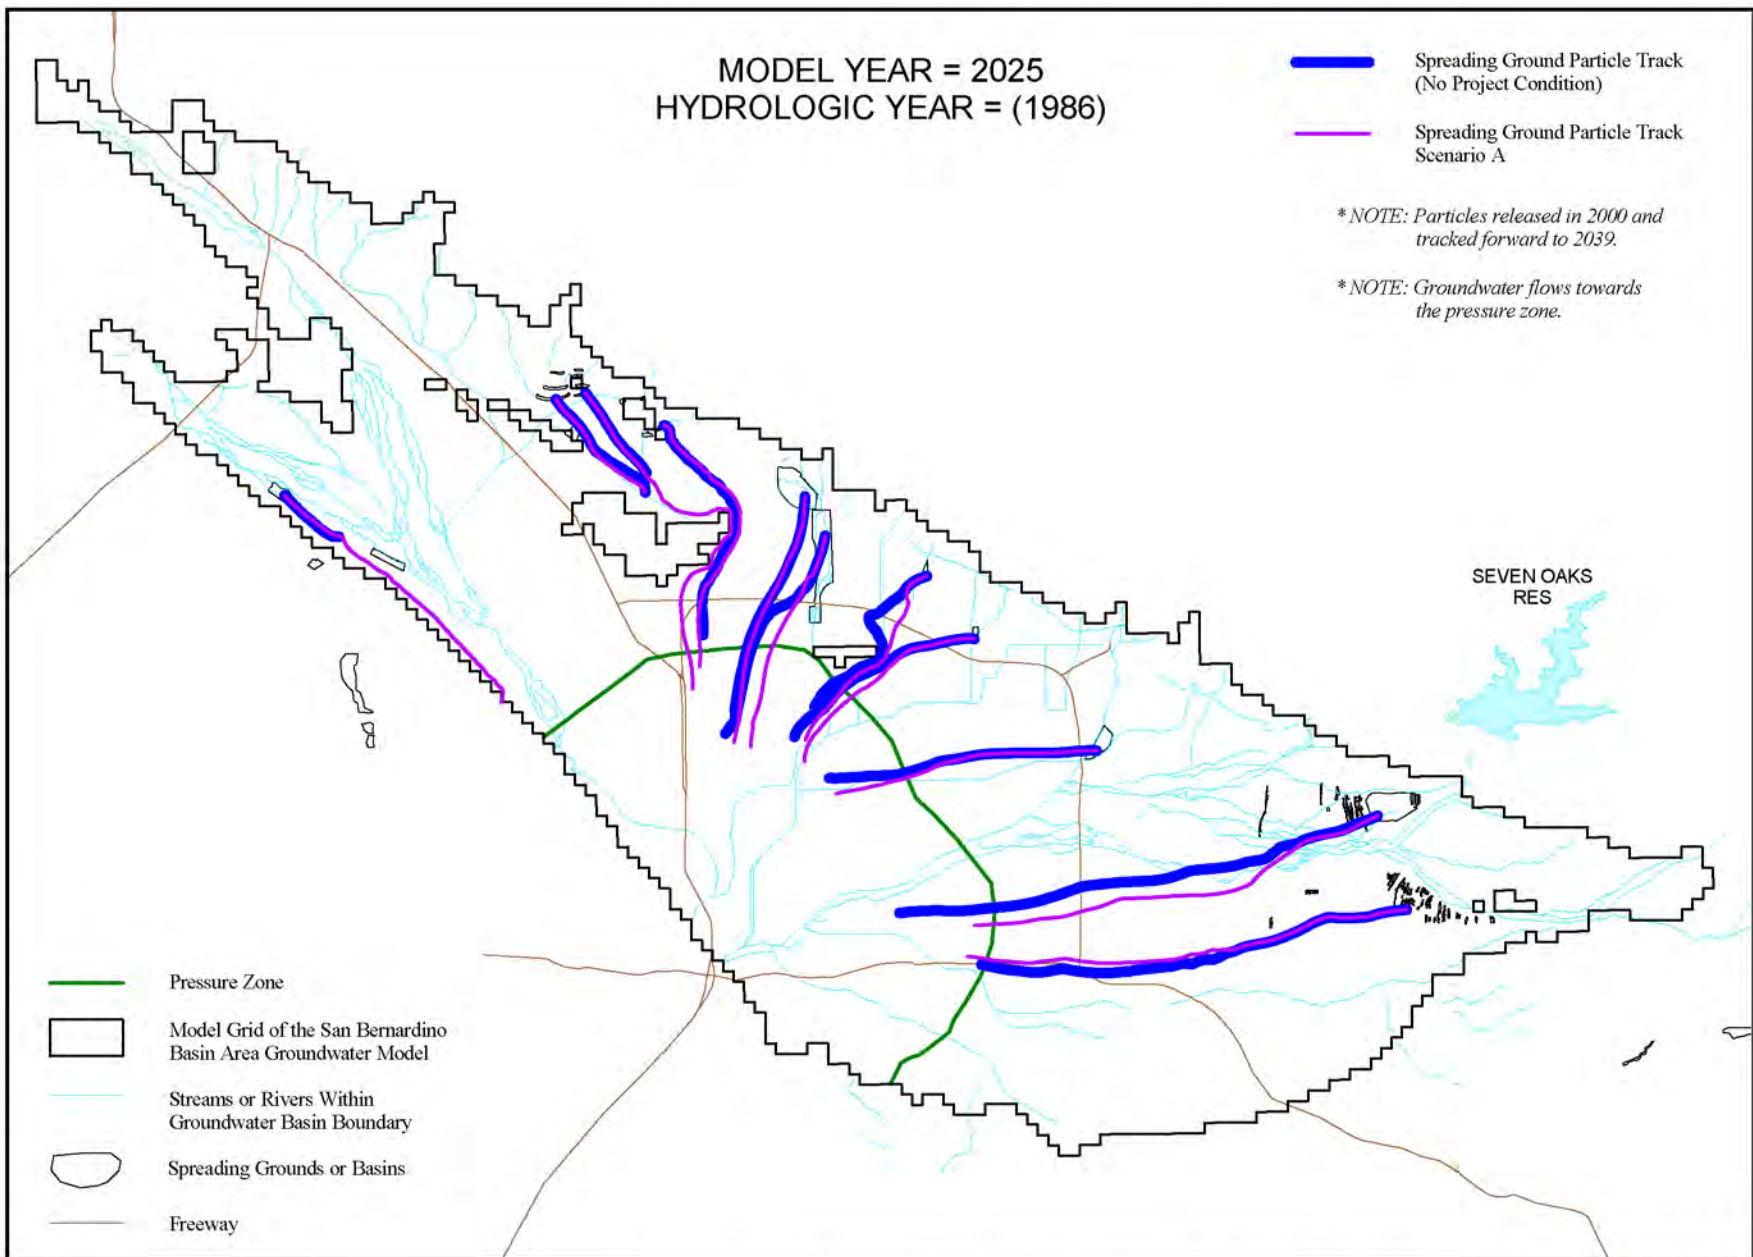 MODEL YEAR = 2025
HYDROLOGIC YEAR = (1986)
Spreading Ground Particle Track
(No Project Condition)
Spreading Ground Particle Track
Scenario A
* NOTE: Particles released in 2000 and
tracked forward to 2039.
* NOTE: Groundwater flows towards
the pressure zone.
SEVEN OAKS
RES
Pressure Zone
Model Grid of the San Bernardino
Basin Area Groundwater Model
Streams or Rivers Within
Groundwater Basin Boundary
Spreading Grounds or Basins
Freeway